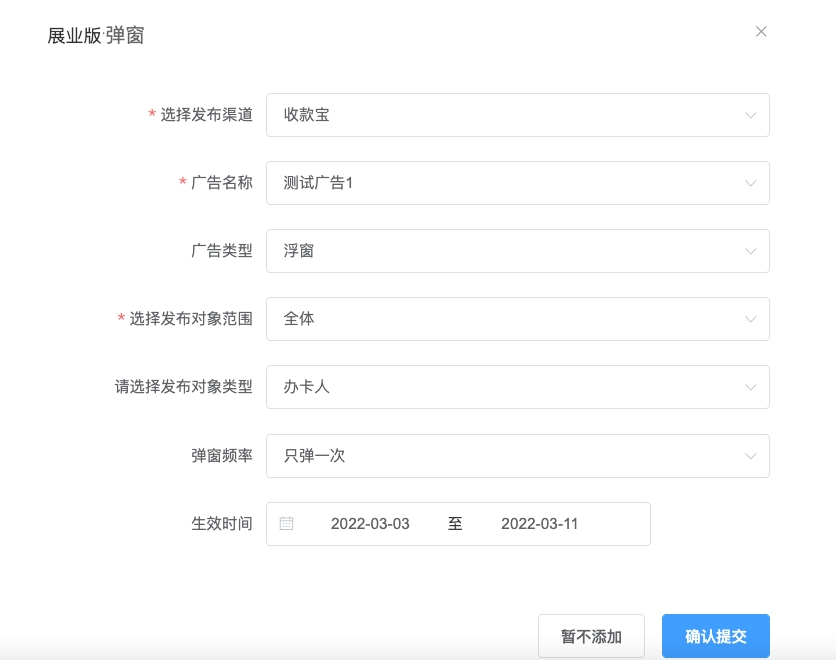 展业版·弹窗
* 选择发布渠道 收款宝
* 广告名称 测试广告1
广告类型 浮窗
* 选择发布对象范围 全体
请选择发布对象类型 办卡人
弹窗频率 只弹一次
生效时间 2022-03-03 至 2022-03-11
暂不添加 确认提交